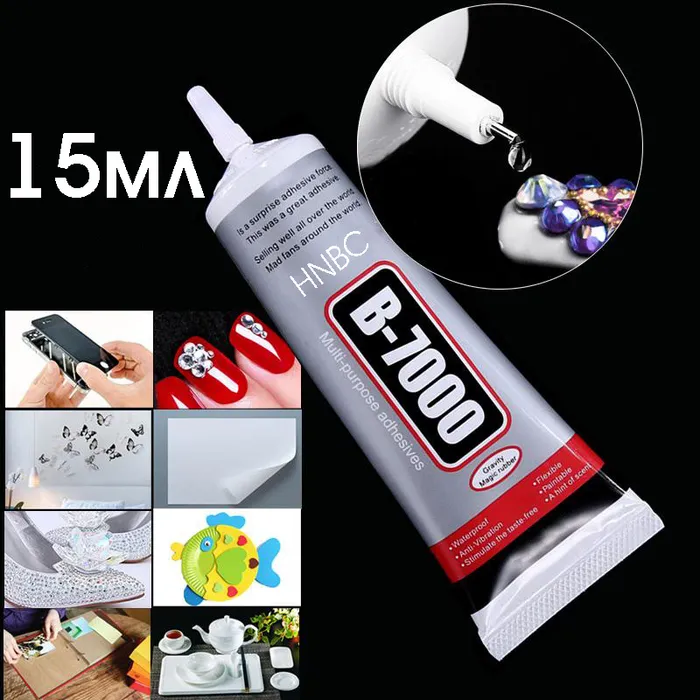 15мл
Is a surprise adhesive force
This was a great adhesive.
Selling well all over the world.
Mad fans around the world.
HNBC
B-7000
Multi-purpose adhesives
Gravity
Magic rubber
• Waterproof
• Anti-Vibration
• Stimulate the taste-free
• Flexible
• Paintable
• A hint of scent